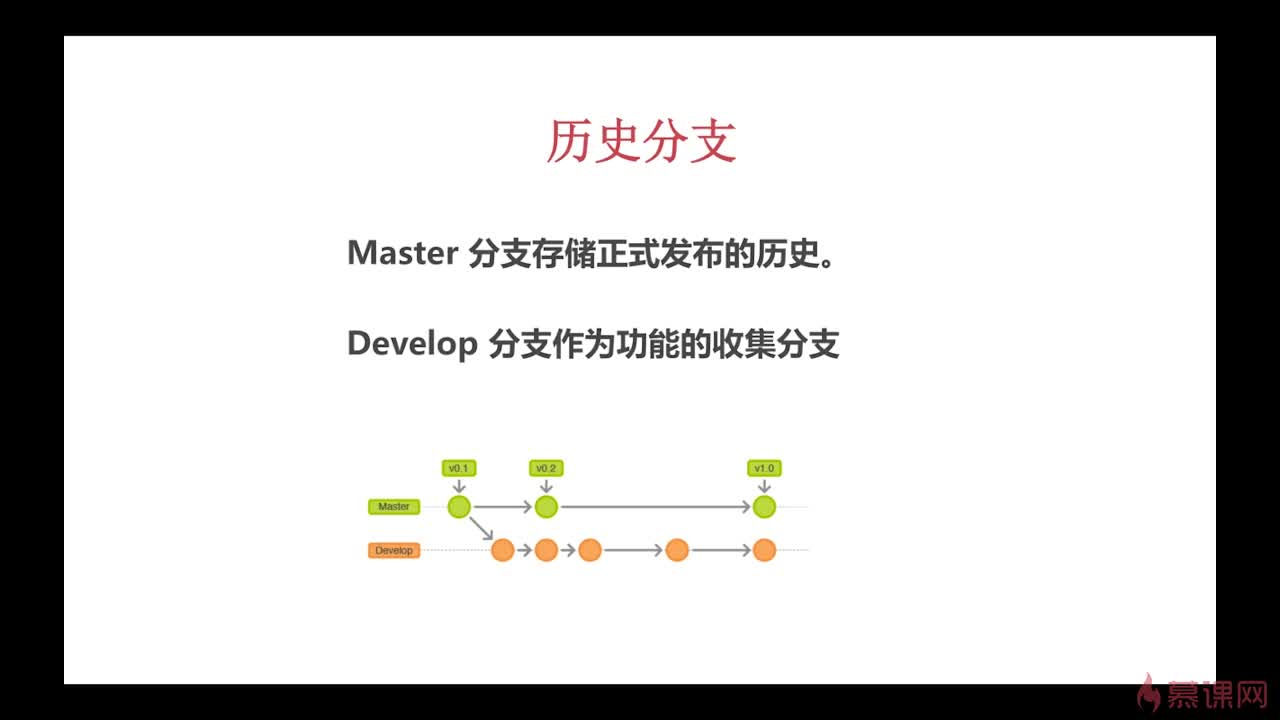 历史分支
Master 分支存储正式发布的历史。
Develop 分支作为功能的收集分支
v0.1 v0.2 v1.0
Master
Develop
慕课网